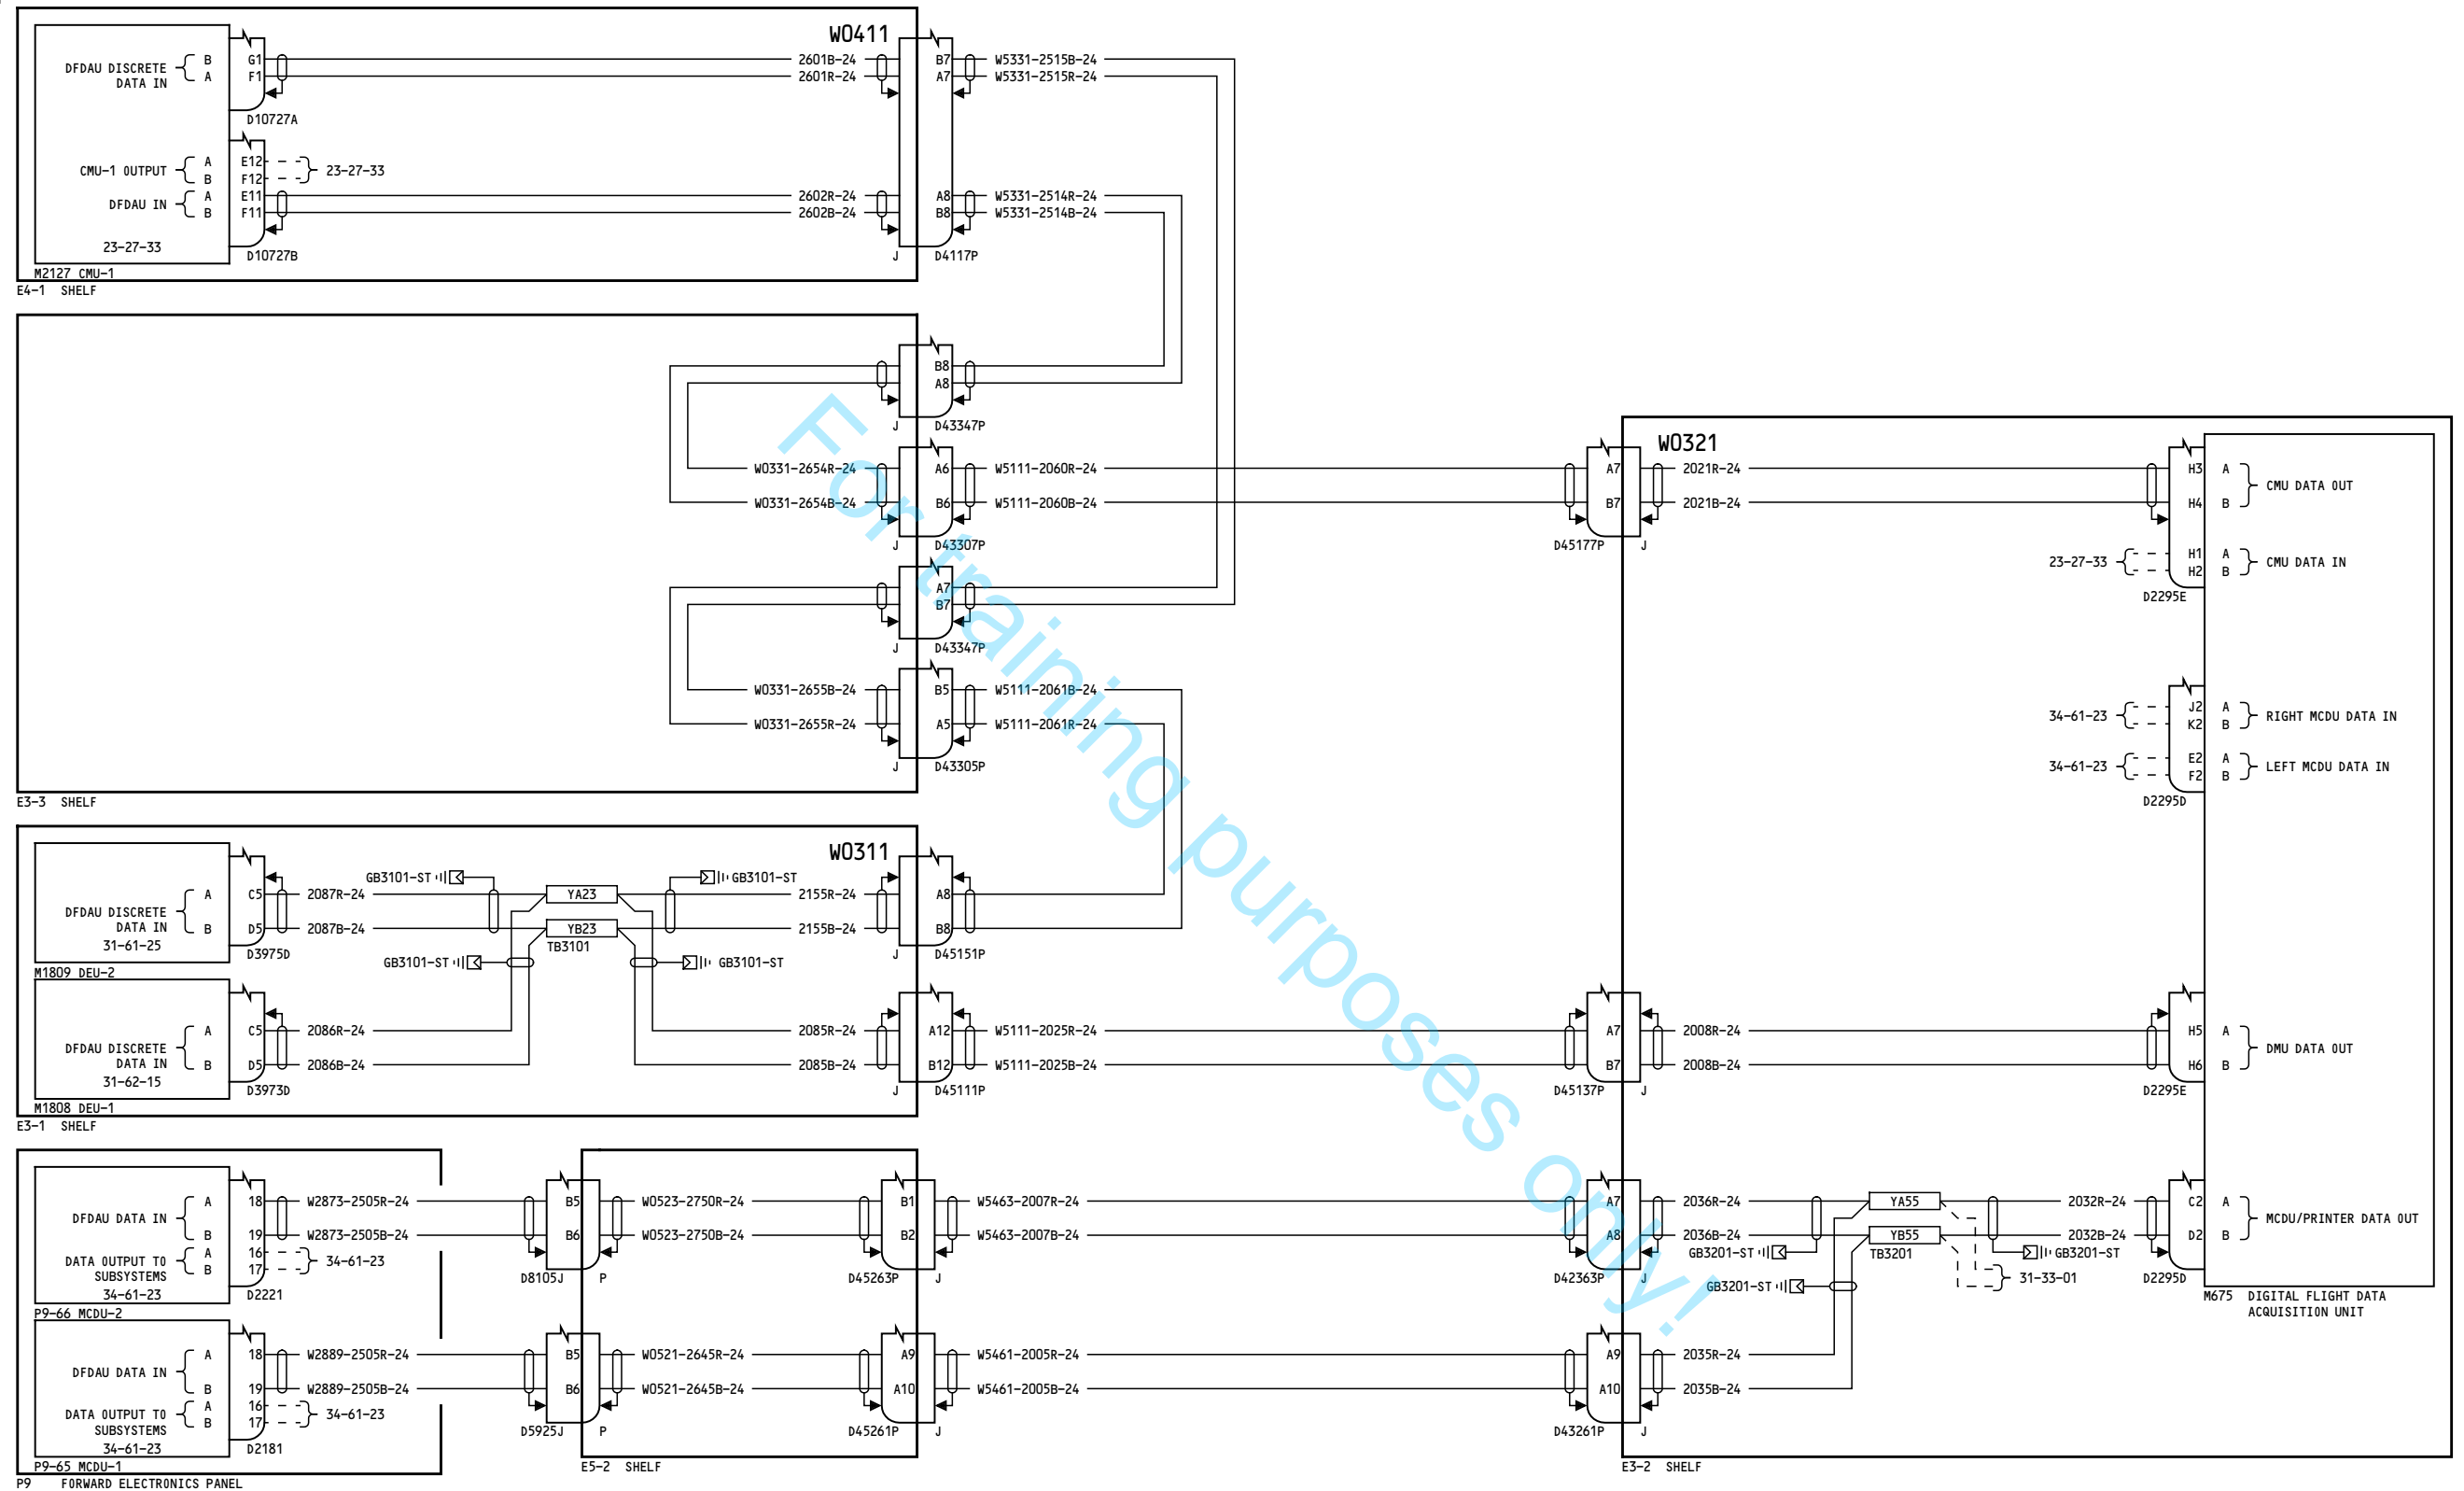 W0411
DFDAU DISCRETE
DATA IN
B
A
G1
F1
2601B-24
2601R-24
B7
A7
W5331-2515B-24
W5331-2515R-24
D10727A
CMU-1 OUTPUT
A
B
E12
F12
23-27-33
DFDAU IN
A
B
E11
F11
2602R-24
2602B-24
A8
B8
W5331-2514R-24
W5331-2514B-24
23-27-33
D10727B
J
D4117P
M2127 CMU-1
E4-1 SHELF
B8
A8
J
D43347P
W0331-2654R-24
W0331-2654B-24
A6
B6
W5111-2060R-24
W5111-2060B-24
J
D43307P
A7
B7
J
D43347P
W0331-2655B-24
W0331-2655R-24
B5
A5
W5111-2061B-24
W5111-2061R-24
J
D43305P
E3-3 SHELF
W0311
DFDAU DISCRETE
DATA IN
31-61-25
A
B
C5
D5
2087R-24
2087B-24
GB3101-ST
GB3101-ST
YA23
YB23
TB3101
GB3101-ST
GB3101-ST
2155R-24
2155B-24
A8
B8
D3975D
J
D45151P
M1809 DEU-2
DFDAU DISCRETE
DATA IN
31-62-15
A
B
C5
D5
2086R-24
2086B-24
2085R-24
2085B-24
A12
B12
W5111-2025R-24
W5111-2025B-24
D3973D
J
D45111P
M1808 DEU-1
E3-1 SHELF
DFDAU DATA IN
A
B
18
19
W2873-2505R-24
W2873-2505B-24
DATA OUTPUT TO
SUBSYSTEMS
34-61-23
A
B
16
17
34-61-23
D2221
P9-66 MCDU-2
B5
B6
D8105J
P
W0523-2750R-24
W0523-2750B-24
B1
B2
D45263P
J
W5463-2007R-24
W5463-2007B-24
DFDAU DATA IN
A
B
18
19
W2889-2505R-24
W2889-2505B-24
DATA OUTPUT TO
SUBSYSTEMS
34-61-23
A
B
16
17
34-61-23
D2181
P9-65 MCDU-1
P9 FORWARD ELECTRONICS PANEL
B5
B6
D5925J
P
W0521-2645R-24
W0521-2645B-24
A9
A10
D45261P
J
W5461-2005R-24
W5461-2005B-24
E5-2 SHELF
W0321
A7
B7
D45177P
J
2021R-24
2021B-24
H3
H4
A
B
CMU DATA OUT
23-27-33
H1
H2
A
B
CMU DATA IN
D2295E
34-61-23
J2
K2
A
B
RIGHT MCDU DATA IN
34-61-23
E2
F2
A
B
LEFT MCDU DATA IN
D2295D
A7
B7
D45137P
J
2008R-24
2008B-24
H5
H6
A
B
DMU DATA OUT
D2295E
A7
A8
D42363P
J
2036R-24
2036B-24
GB3201-ST
GB3201-ST
YA55
YB55
TB3201
GB3201-ST
31-33-01
2032R-24
2032B-24
C2
D2
A
B
MCDU/PRINTER DATA OUT
D2295D
M675 DIGITAL FLIGHT DATA
ACQUISITION UNIT
A9
A10
D43261P
J
2035R-24
2035B-24
E3-2 SHELF
For training purposes only!